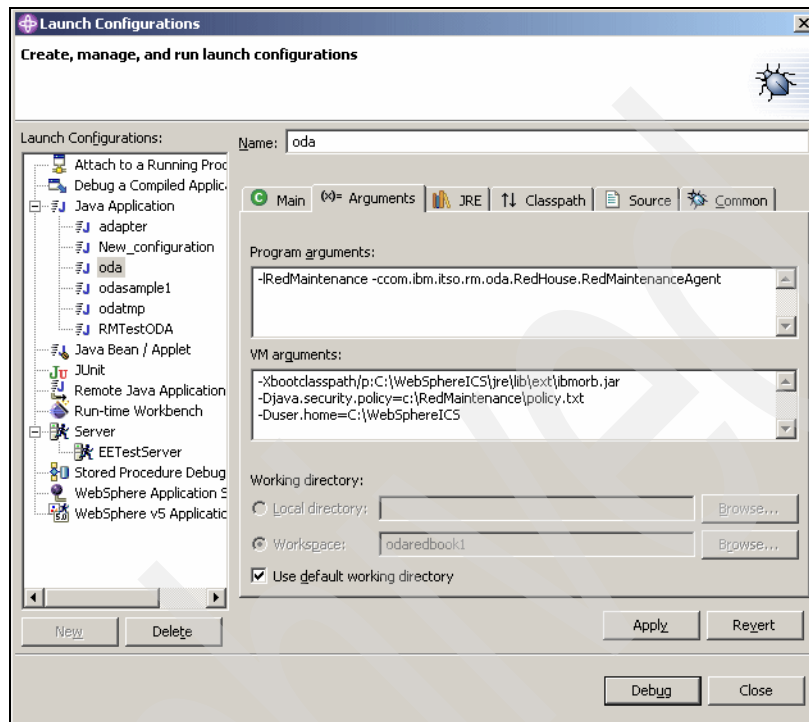 Launch Configurations
Create, manage, and run launch configurations
Launch Configurations:
Attach to a Running Proc
Debug a Compiled Applic
Java Application
adapter
New_configuration
oda
odasample1
odatmp
RMTestODA
Java Bean / Applet
JUnit
Remote Java Application
Run-time Workbench
Server
EETestServer
Stored Procedure Debug
WebSphere Application S
WebSphere v5 Applicatic
New Delete
Name: oda
Main (x)= Arguments JRE Classpath Source Common
Program arguments:
-lRedMaintenance -ccom.ibm.itso.rm.oda.RedHouse.RedMaintenanceAgent
VM arguments:
-Xbootclasspath/p:C:\WebSphereICS\jre\lib\ext\ibmorb.jar
-Djava.security.policy=c:\RedMaintenance\policy.txt
-Duser.home=C:\WebSphereICS
Working directory:
Local directory: Browse...
Workspace: odaredbook1 Browse...
Use default working directory
Apply Revert
Debug Close